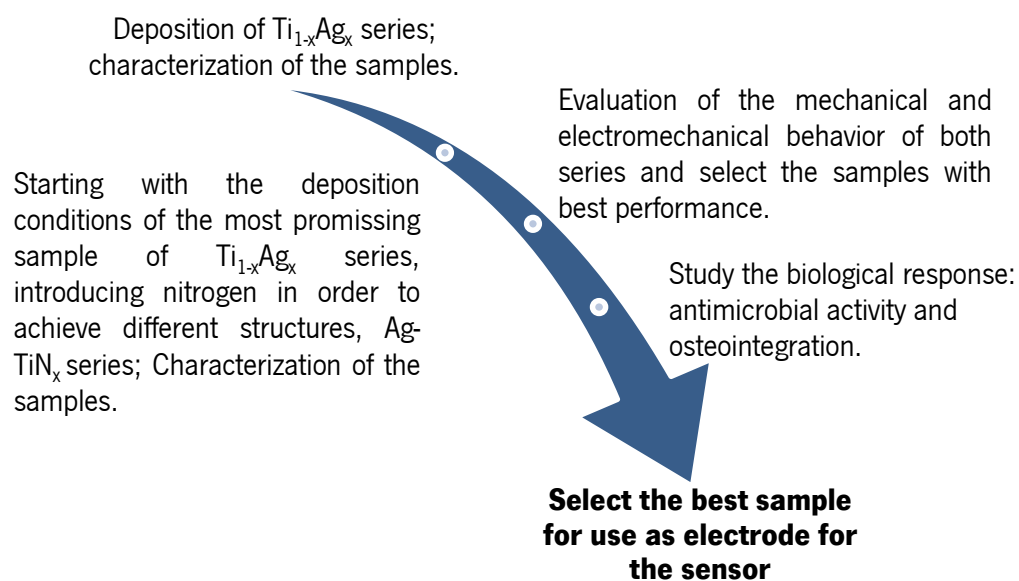 Deposition of Ti₁₋ₓAgₓ series;
characterization of the samples.
Starting with the deposition
conditions of the most promissing
sample of Ti₁₋ₓAgₓ series,
introducing nitrogen in order to
achieve different structures, Ag-
TiNₓ series; Characterization of the
samples.
Evaluation of the mechanical and
electromechanical behavior of both
series and select the samples with
best performance.
Study the biological response:
antimicrobial activity and
osteointegration.
Select the best sample
for use as electrode for
the sensor